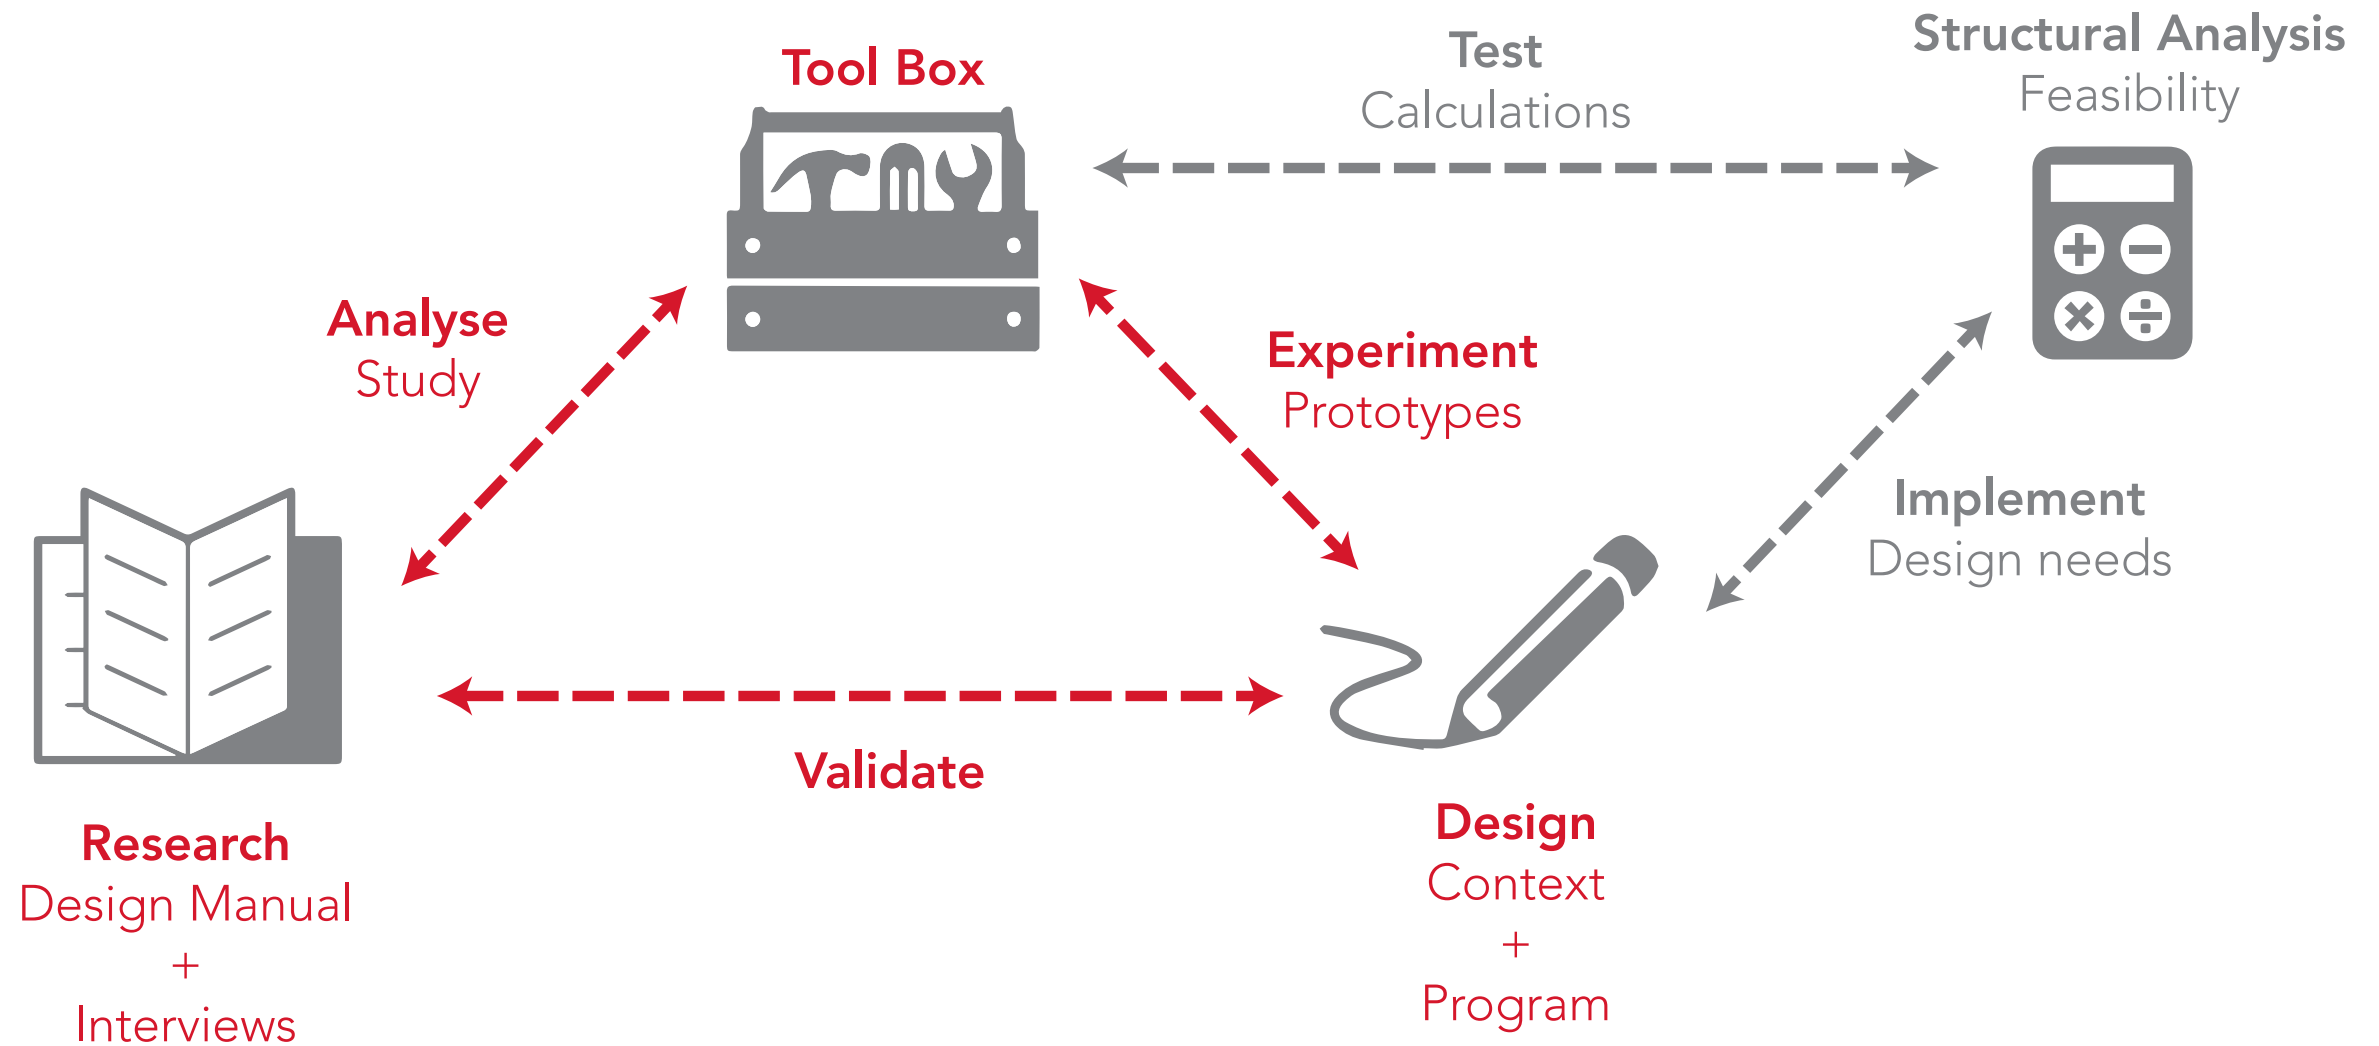 Structural Analysis
Feasibility
Test
Calculations
Tool Box
Analyse
Study
Experiment
Prototypes
Implement
Design needs
Validate
Research
Design Manual
+
Interviews
Design
Context
+
Program